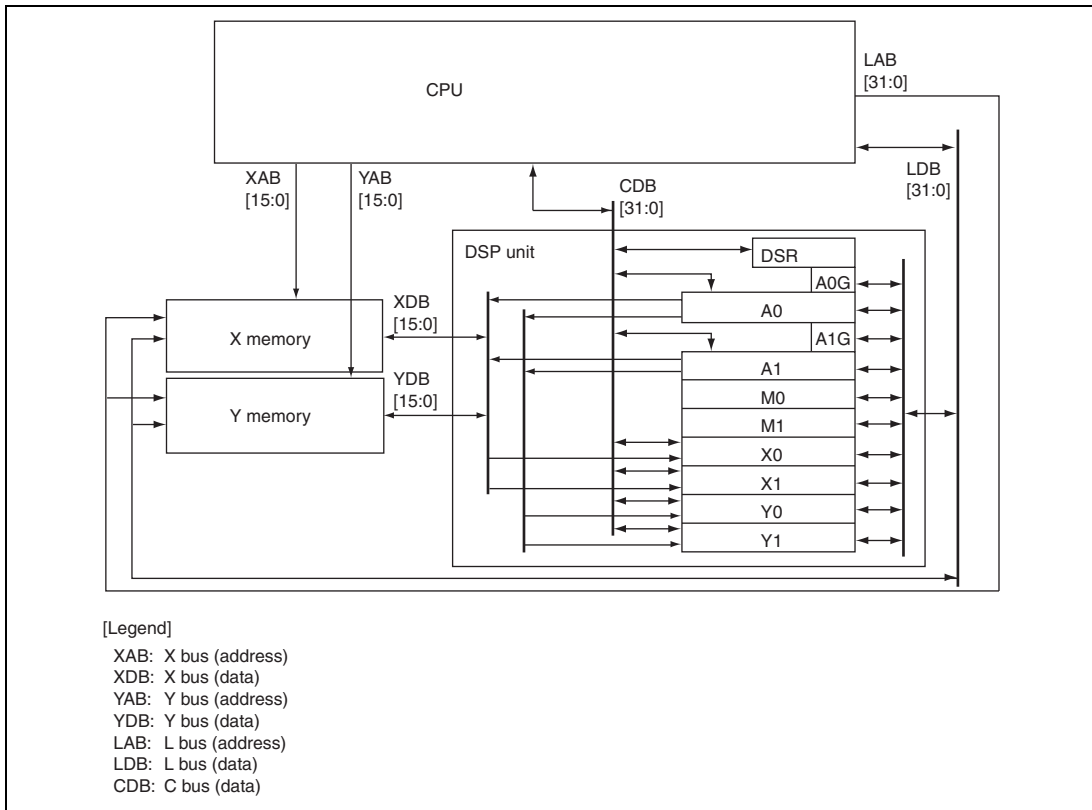 CPU
LAB
[31:0]
LDB
[31:0]
XAB
[15:0]
YAB
[15:0]
CDB
[31:0]
DSP unit
DSR
A0G
A0
A1G
A1
M0
M1
X0
X1
Y0
Y1
XDB
[15:0]
X memory
YDB
[15:0]
Y memory
[Legend]
XAB: X bus (address)
XDB: X bus (data)
YAB: Y bus (address)
YDB: Y bus (data)
LAB: L bus (address)
LDB: L bus (data)
CDB: C bus (data)